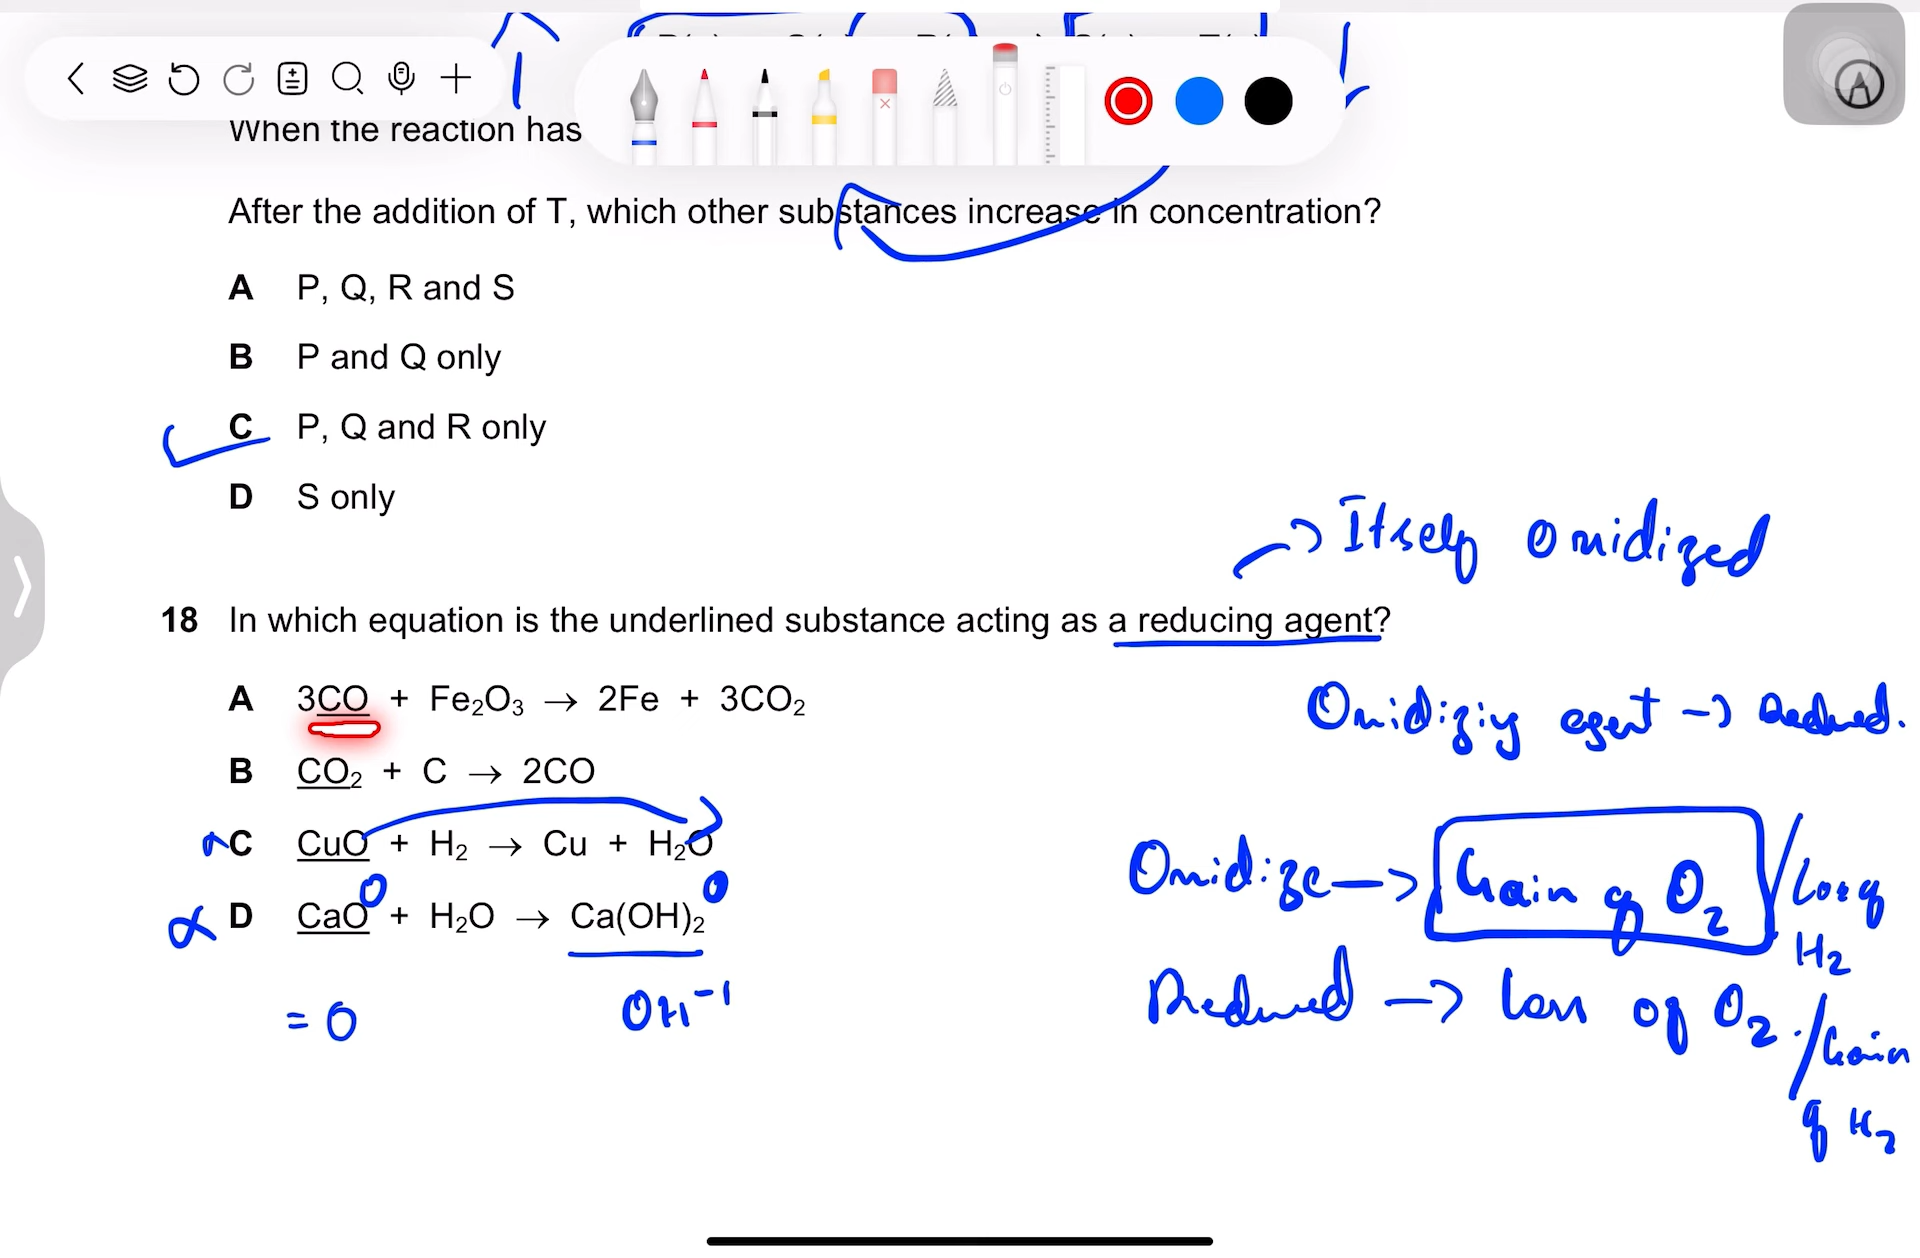 When the reaction has
After the addition of T, which other substances increase in concentration?
A P, Q, R and S
B P and Q only
C P, Q and R only
D S only
→ Itself Oxidized
18 In which equation is the underlined substance acting as a reducing agent?
A 3CO + Fe₂O₃ → 2Fe + 3CO₂
Oxidizing agent → Reduced.
B CO₂ + C → 2CO
C CuO + H₂ → Cu + H₂O
Oxidize → Gain of O₂ / Loss of H₂
0 0
D CaO + H₂O → Ca(OH)₂
= 0 OH⁻¹
Reduced → Loss of O₂ / Gain of H₂